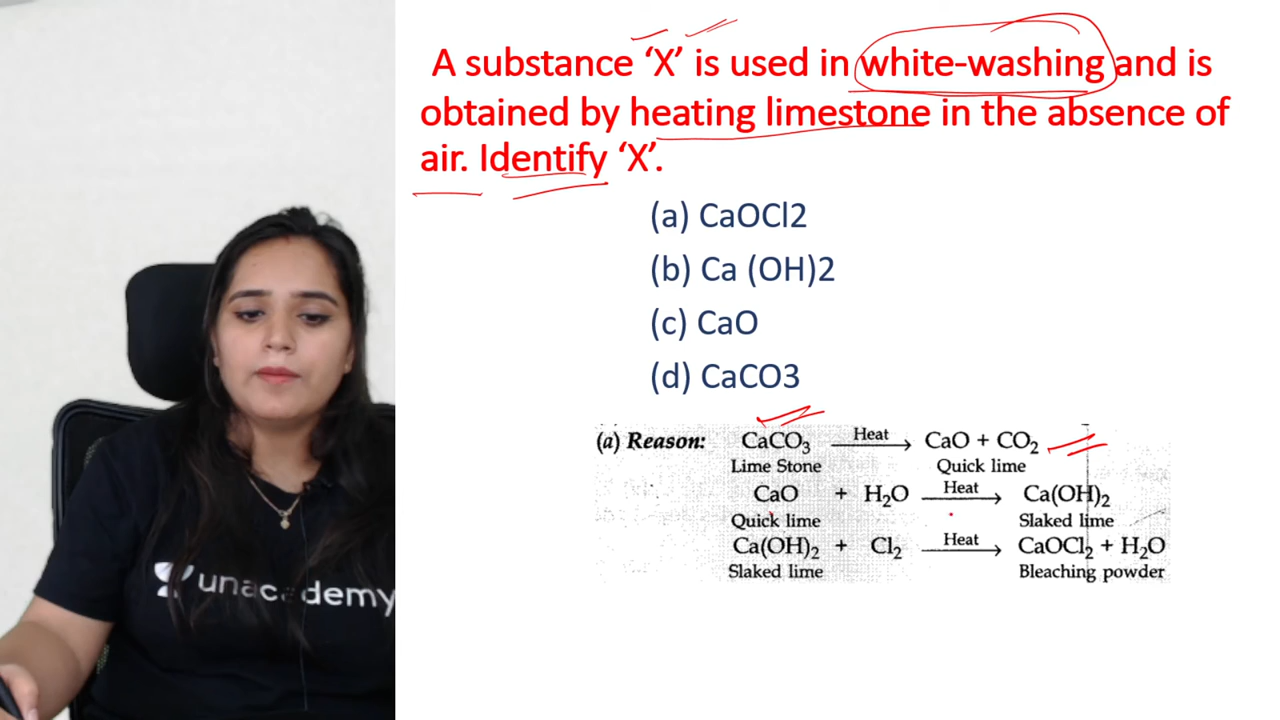 A substance ‘X’ is used in white-washing and is
obtained by heating limestone in the absence of
air. Identify ‘X’.
(a) CaOCl2
(b) Ca (OH)2
(c) CaO
(d) CaCO3
(a) Reason: CaCO₃ Heat CaO + CO₂
Lime Stone Quick lime
CaO + H₂O Heat Ca(OH)₂
Quick lime Slaked lime
Ca(OH)₂ + Cl₂ Heat CaOCl₂ + H₂O
Slaked lime Bleaching powder
unacademy